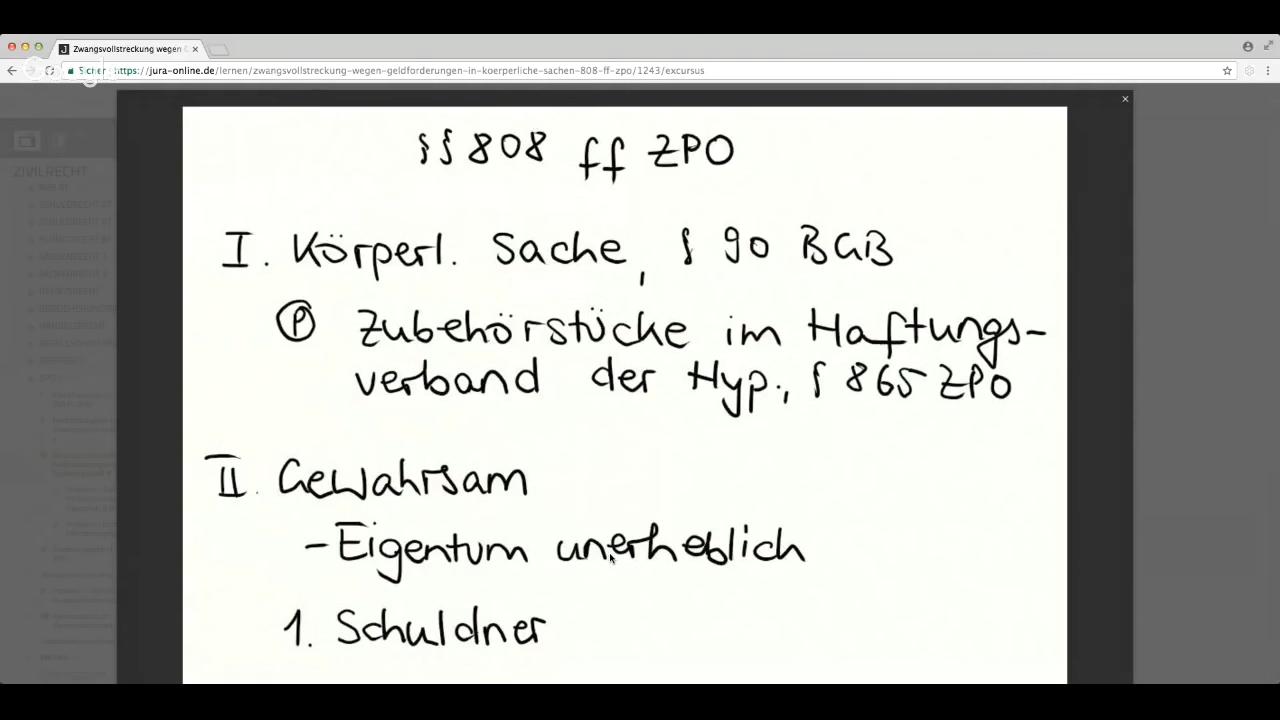 Zwangsvollstreckung wegen
Sicher https://jura-online.de/lernen/zwangsvollstreckung-wegen-geldforderungen-in-koerperliche-sachen-808-ff-zpo/1243/excursus
ZIVILRECHT
§§ 808 ff ZPO
I. Körperl. Sache, § 90 BGB
(P) Zubehörstücke im Haftungs-
verband der Hyp., § 865 ZPO
II. Gewahrsam
- Eigentum unerheblich
1. Schuldner